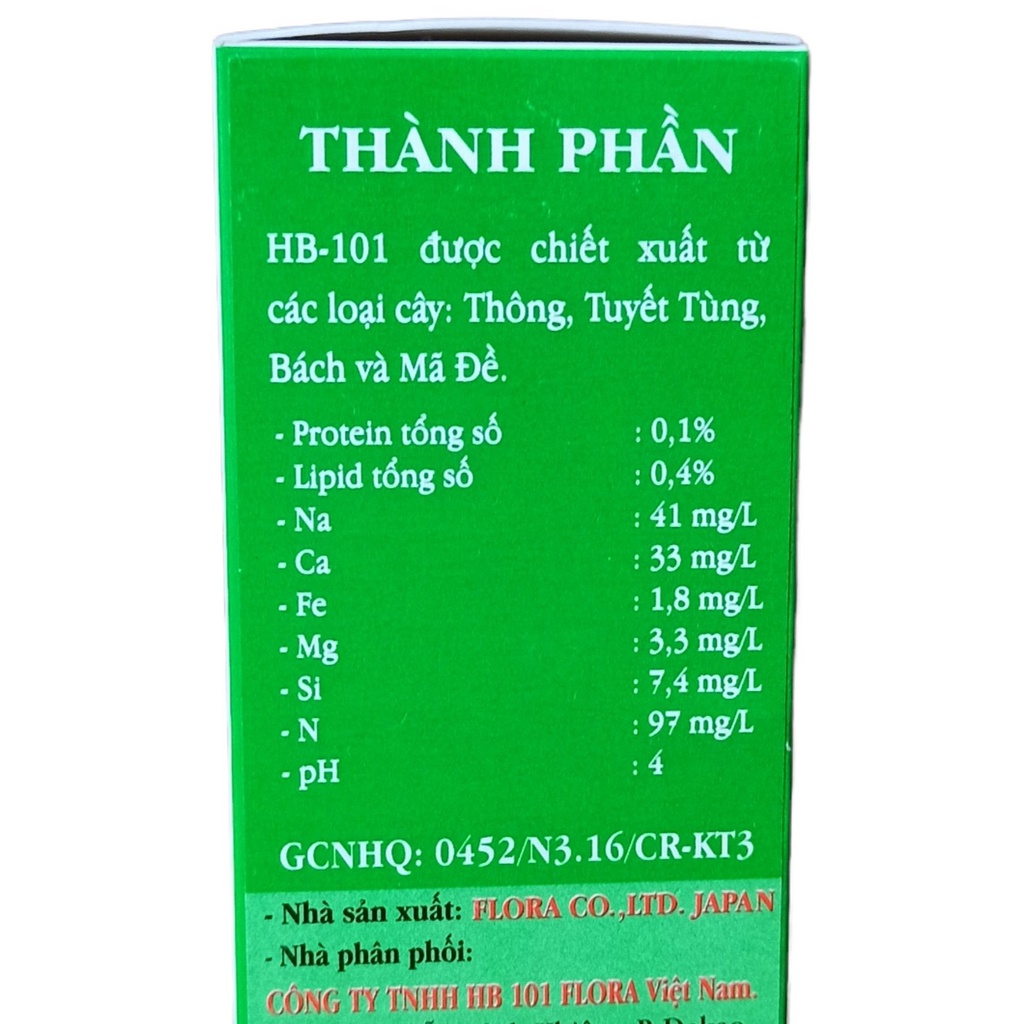 THÀNH PHẦN
HB-101 được chiết xuất từ
các loại cây: Thông, Tuyết Tùng,
Bách và Mã Đề.
- Protein tổng số : 0,1%
- Lipid tổng số : 0,4%
- Na : 41 mg/L
- Ca : 33 mg/L
- Fe : 1,8 mg/L
- Mg : 3,3 mg/L
- Si : 7,4 mg/L
- N : 97 mg/L
- pH : 4
GCNHQ: 0452/N3.16/CR-KT3
- Nhà sản xuất: FLORA CO.,LTD. JAPAN
- Nhà phân phối:
CÔNG TY TNHH HB 101 FLORA Việt Nam.